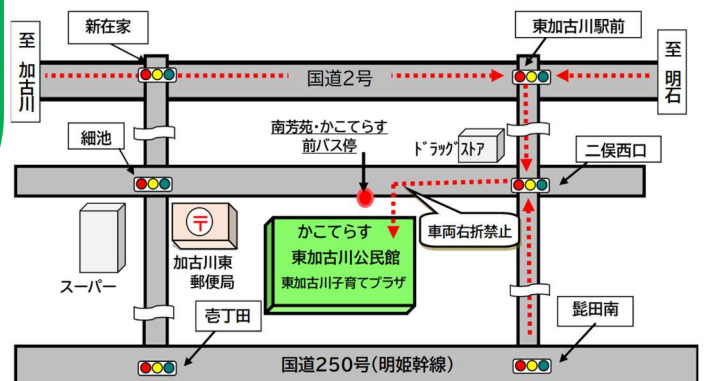 至 加古川
新在家
東加古川駅前
至 明石
国道2号
細池
南芳苑・かこてらす
前バス停
ドラッグストア
二俣西口
〒
かこてらす
東加古川公民館
東加古川子育てプラザ
車両右折禁止
スーパー
加古川東
郵便局
壱丁田
国道250号(明姫幹線)
髭田南